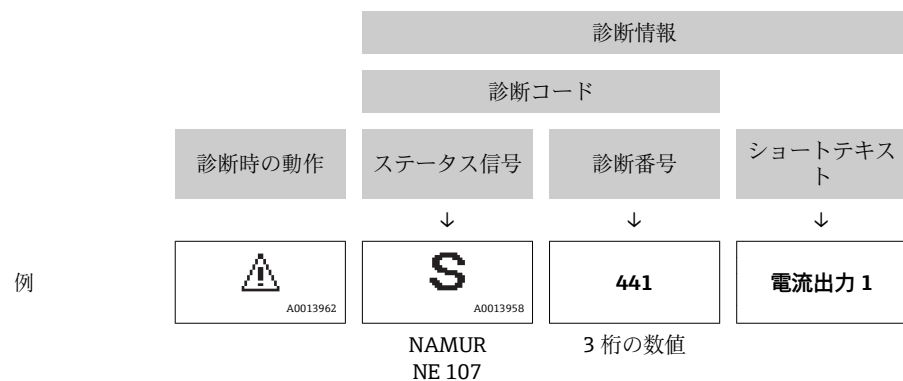 診断情報
診断コード
診断時の動作
ステータス信号
診断番号
ショートテキス
ト
↓ ↓ ↓
例
A0013962
S
A0013958
441
電流出力 1
NAMUR
NE 107
3 桁の数値